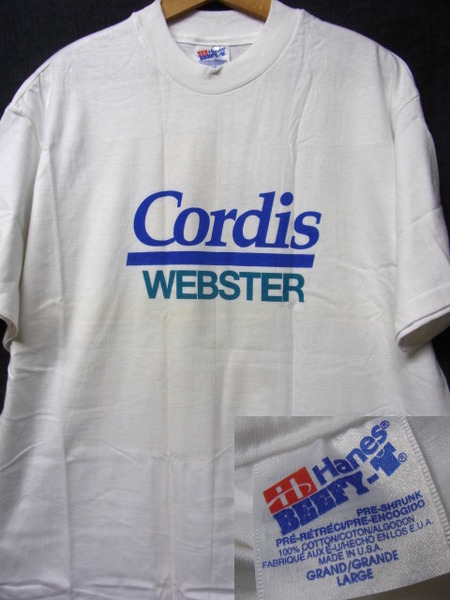 Cordis
WEBSTER
Hanes®
BEEFY-T®
PRE-SHRUNK
PRÉ-RÉTRÉCI/PRE-ENCOGIDO
100% COTTON/COTON/ALGODON
FABRIQUÉ AUX É-U/HECHO EN LOS E.U.A.
MADE IN U.S.A.
GRAND/GRANDE
LARGE